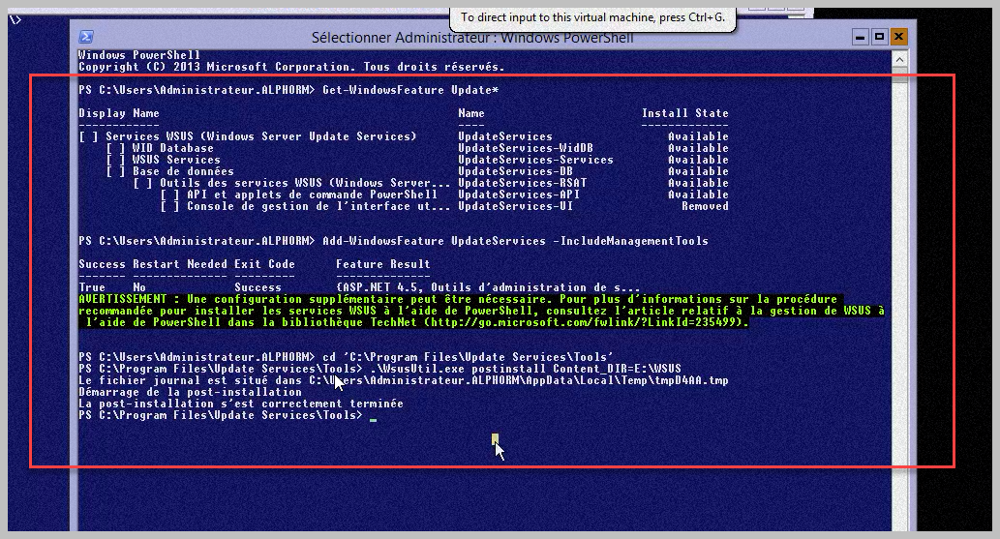 To direct input to this virtual machine, press Ctrl+G.
\>
Sélectionner Administrateur : Windows PowerShell
Windows PowerShell
Copyright (C) 2013 Microsoft Corporation. Tous droits réservés.
PS C:\Users\Administrateur.ALPHORM> Get-WindowsFeature Update*
Display Name Name Install State
------------ ---- -------------
[ ] Services WSUS (Windows Server Update Services) UpdateServices Available
[ ] WID Database UpdateServices-WidDB Available
[ ] WSUS Services UpdateServices-Services Available
[ ] Base de données UpdateServices-DB Available
[ ] Outils des services WSUS (Windows Server... UpdateServices-RSAT Available
[ ] API et applets de commande PowerShell UpdateServices-API Available
[ ] Console de gestion de l'interface ut... UpdateServices-UI Removed
PS C:\Users\Administrateur.ALPHORM> Add-WindowsFeature UpdateServices -IncludeManagementTools
Success Restart Needed Exit Code Feature Result
------- -------------- --------- --------------
True No Success {ASP.NET 4.5, Outils d'administration de s...
AVERTISSEMENT : Une configuration supplémentaire peut être nécessaire. Pour plus d'informations sur la procédure
recommandée pour installer les services WSUS à l'aide de PowerShell, consultez l'article relatif à la gestion de WSUS à
l'aide de PowerShell dans la bibliothèque TechNet (http://go.microsoft.com/fwlink/?LinkId=235499).
PS C:\Users\Administrateur.ALPHORM> cd 'C:\Program Files\Update Services\Tools'
PS C:\Program Files\Update Services\Tools> .\WsusUtil.exe postinstall Content_DIR=E:\WSUS
Le fichier journal est situé dans C:\Users\Administrateur.ALPHORM\AppData\Local\Temp\tmpD4AA.tmp
Démarrage de la post-installation
La post-installation s'est correctement terminée
PS C:\Program Files\Update Services\Tools> _